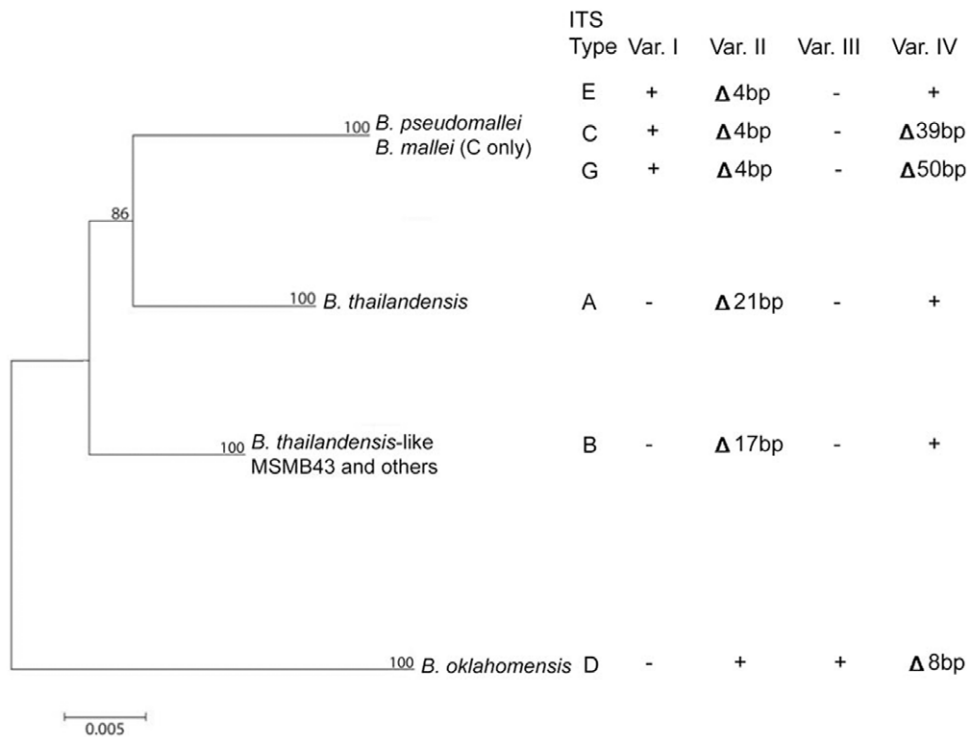 ITS
Type Var. I Var. II Var. III Var. IV
E + Δ4bp - +
100 B. pseudomallei C + Δ4bp - Δ39bp
B. mallei (C only)
G + Δ4bp - Δ50bp
86
100 B. thailandensis A - Δ21bp - +
100 B. thailandensis-like B - Δ17bp - +
MSMB43 and others
100 B. oklahomensis D - + + Δ8bp
0.005